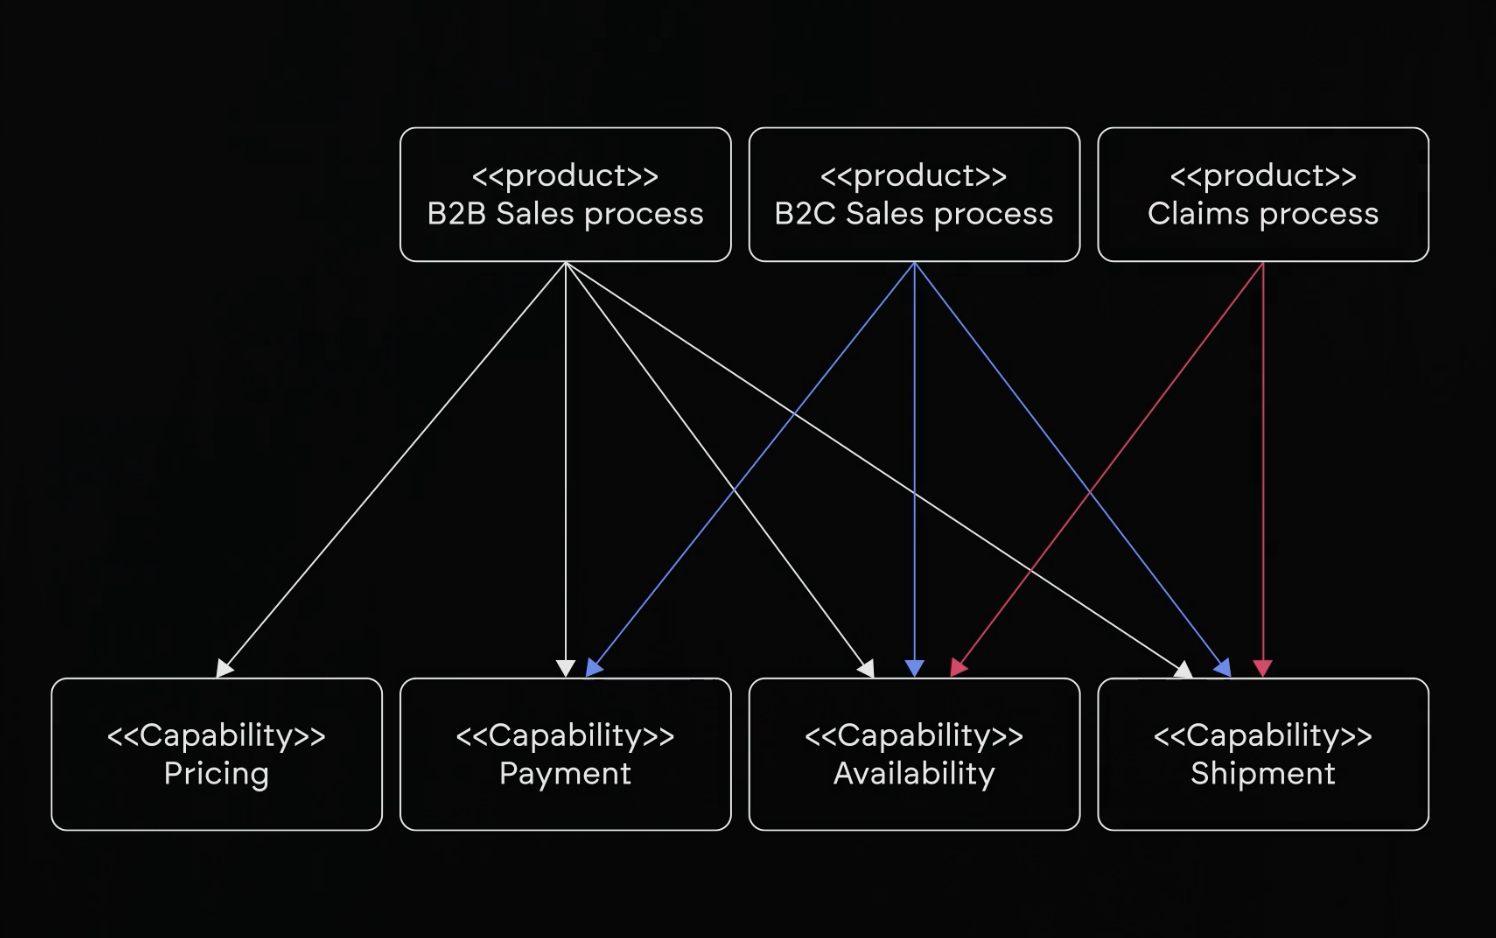 <<product>>
B2B Sales process
<<product>>
B2C Sales process
<<product>>
Claims process
<<Capability>>
Pricing
<<Capability>>
Payment
<<Capability>>
Availability
<<Capability>>
Shipment